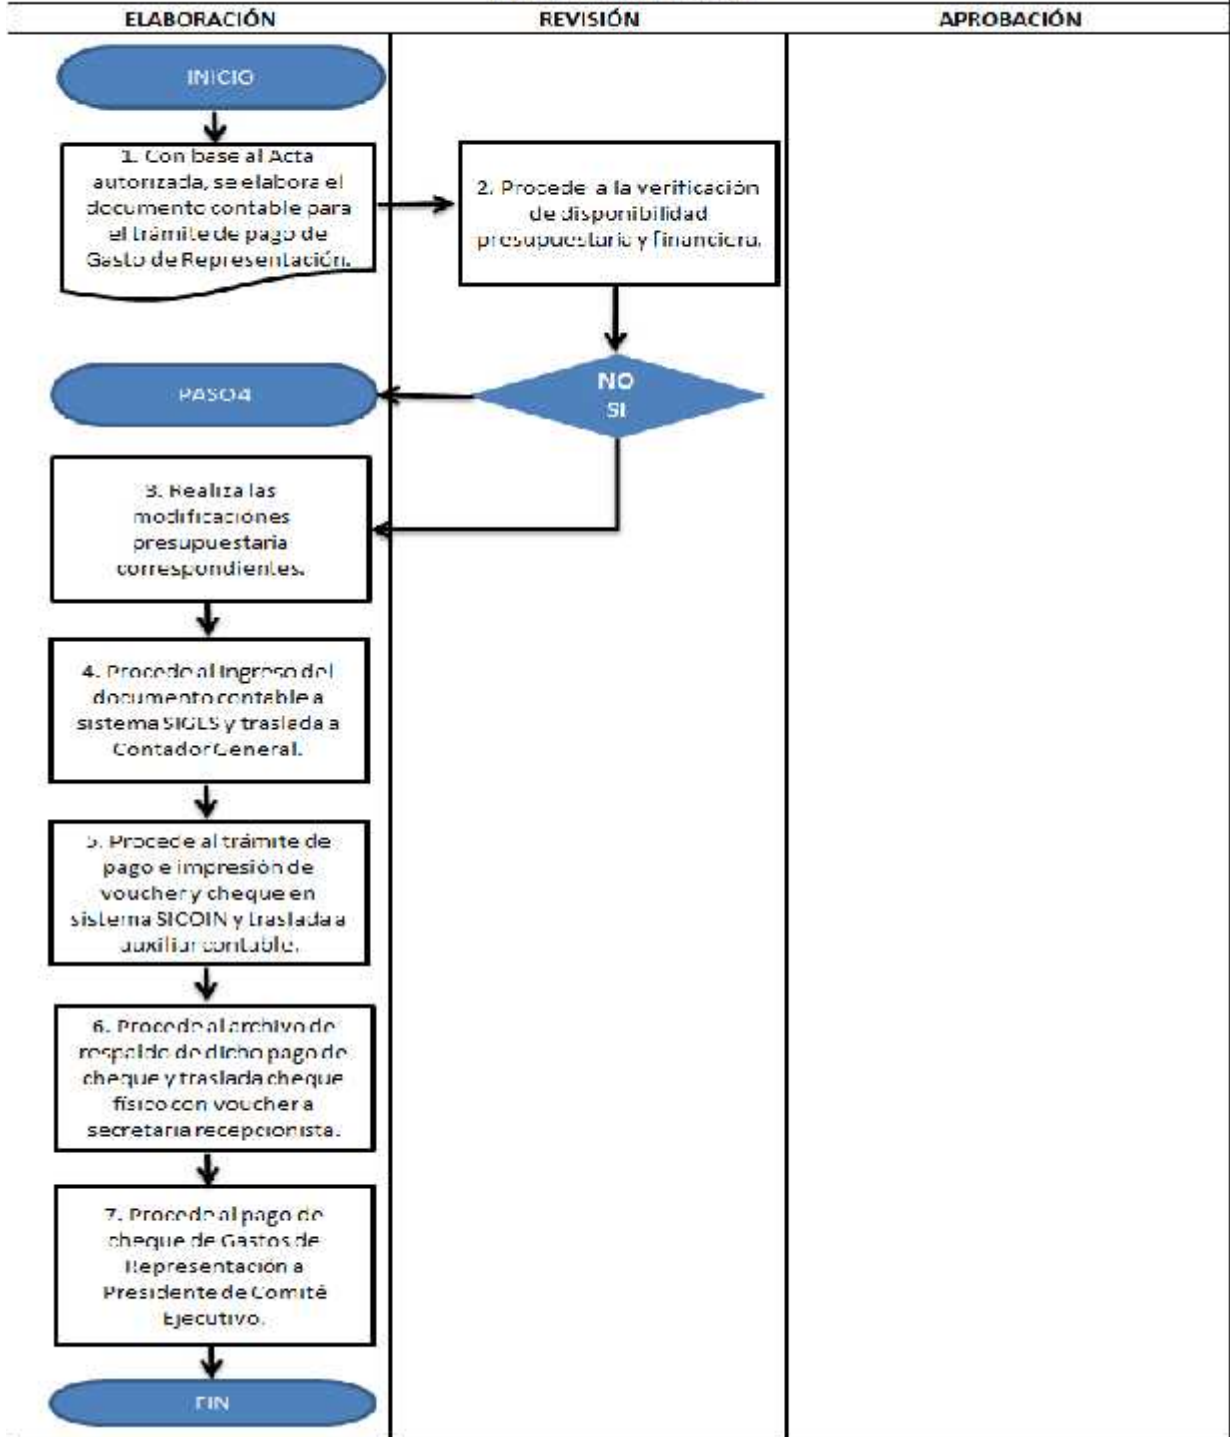 ELABORACIÓN
REVISIÓN
APROBACIÓN
INICIO
1. Con base al Acta
autorizada, se elabora el
documento contable para
el trámite de pago de
Gasto de Representación.
2. Procede a la verificación
de disponibilidad
presupuestaria y financiera.
NO
SI
PASO 4
3. Realiza las
modificaciónes
presupuestaria
correspondientes.
4. Procede al Ingreso del
documento contable a
sistema SIGES y traslada a
Contador General.
5. Procede al trámite de
pago e impresión de
voucher y cheque en
sistema SICOIN y traslada a
auxiliar contable.
6. Procede al archivo de
respaldo de dicho pago de
cheque y traslada cheque
físico con voucher a
secretaria recepcionista.
7. Procede al pago de
cheque de Gastos de
Representación a
Presidente de Comité
Ejecutivo.
FIN